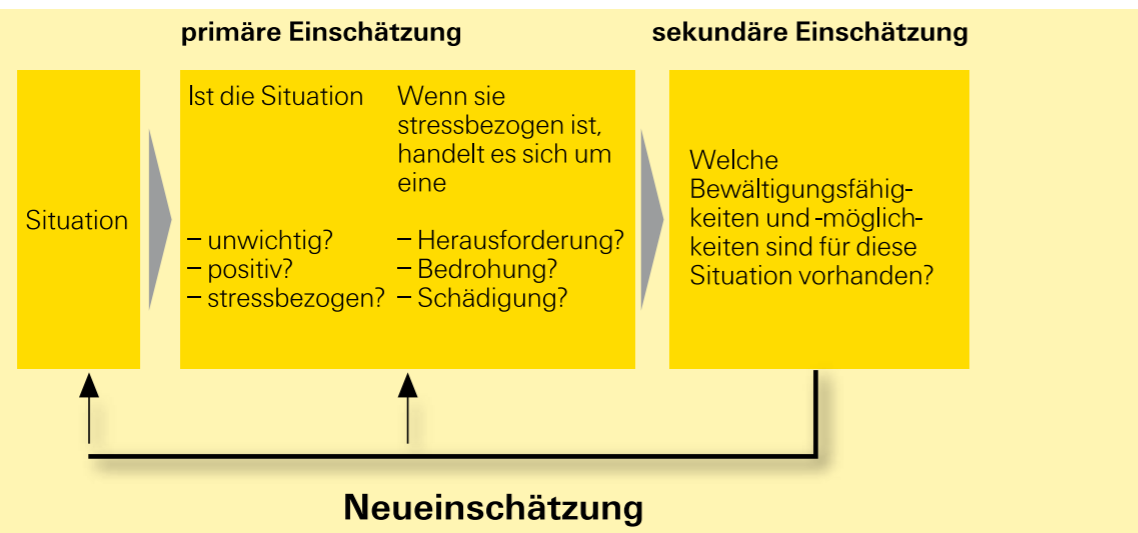 primäre Einschätzung
sekundäre Einschätzung
Situation
Ist die Situation
– unwichtig?
– positiv?
– stressbezogen?
Wenn sie
stressbezogen ist,
handelt es sich um
eine
– Herausforderung?
– Bedrohung?
– Schädigung?
Welche
Bewältigungsfähig-
keiten und -möglich-
keiten sind für diese
Situation vorhanden?
Neueinschätzung